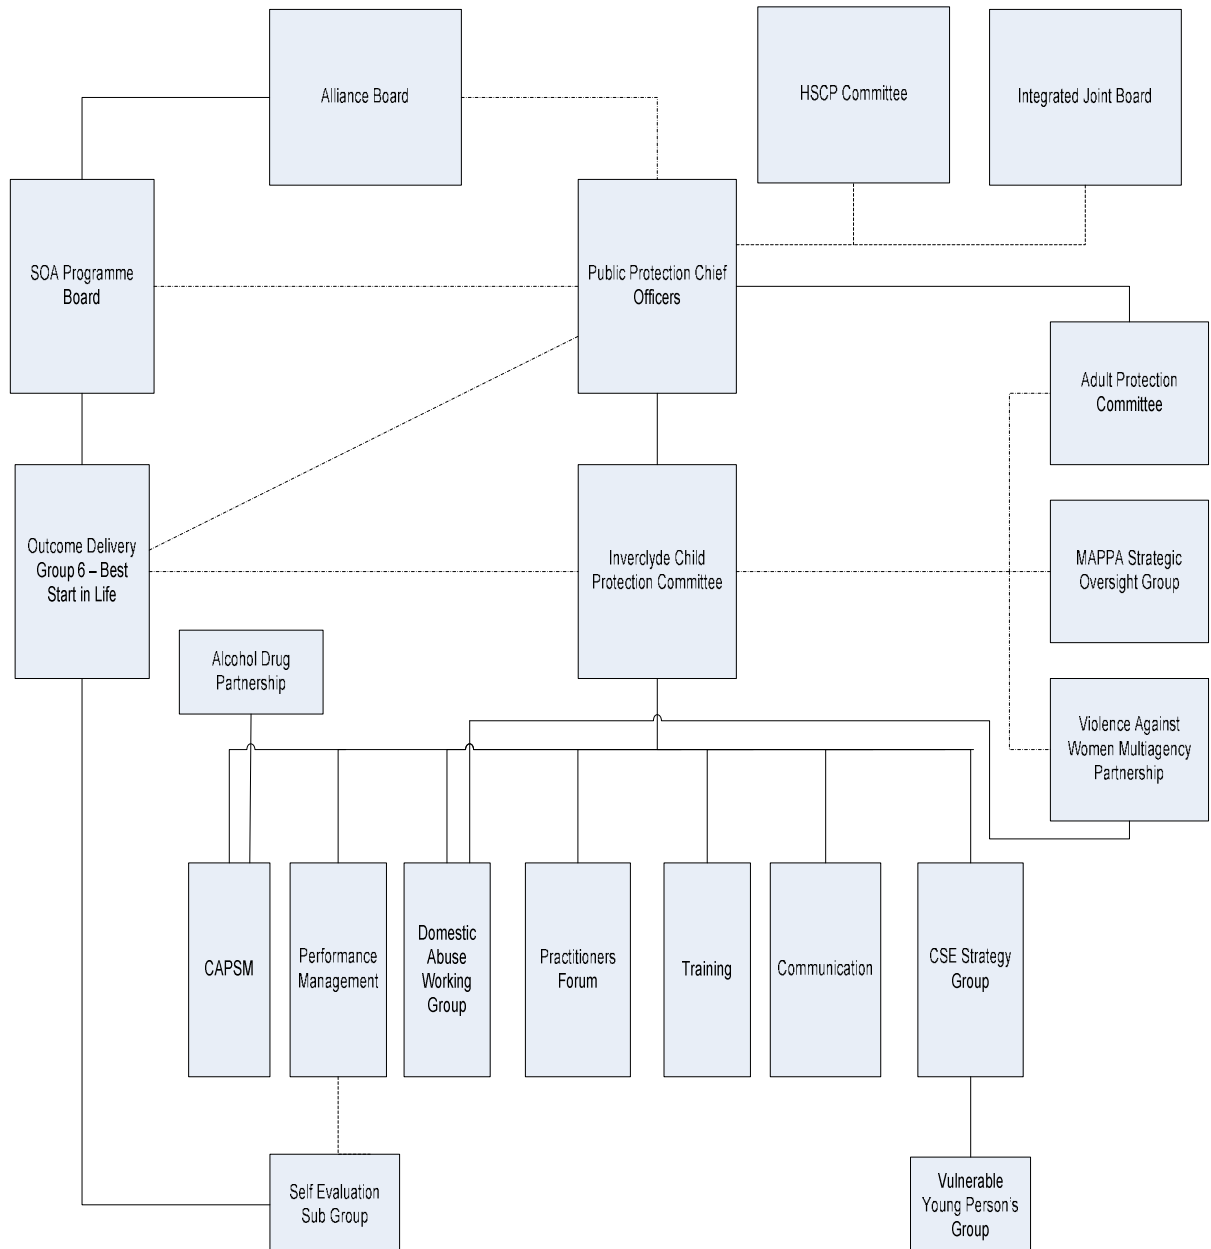 Alliance Board
HSCP Committee
Integrated Joint Board
SOA Programme
Board
Public Protection Chief
Officers
Adult Protection
Committee
Outcome Delivery
Group 6 – Best
Start in Life
Inverclyde Child
Protection Committee
MAPPA Strategic
Oversight Group
Alcohol Drug
Partnership
Violence Against
Women Multiagency
Partnership
CAPSM
Performance
Management
Domestic
Abuse
Working
Group
Practitioners
Forum
Training
Communication
CSE Strategy
Group
Self Evaluation
Sub Group
Vulnerable
Young Person's
Group